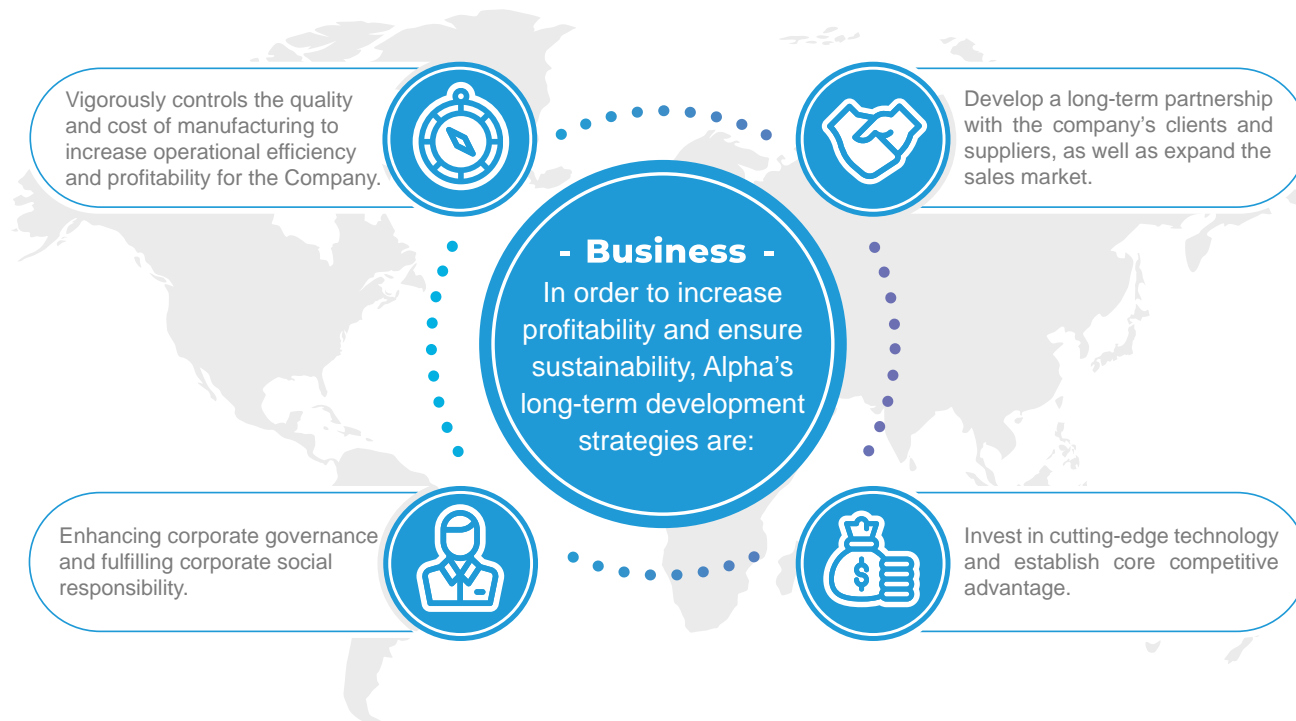 Vigorously controls the quality
and cost of manufacturing to
increase operational efficiency
and profitability for the Company.
Develop a long-term partnership
with the company's clients and
suppliers, as well as expand the
sales market.
- Business -
In order to increase
profitability and ensure
sustainability, Alpha's
long-term development
strategies are:
Enhancing corporate governance
and fulfilling corporate social
responsibility.
$
Invest in cutting-edge technology
and establish core competitive
advantage.